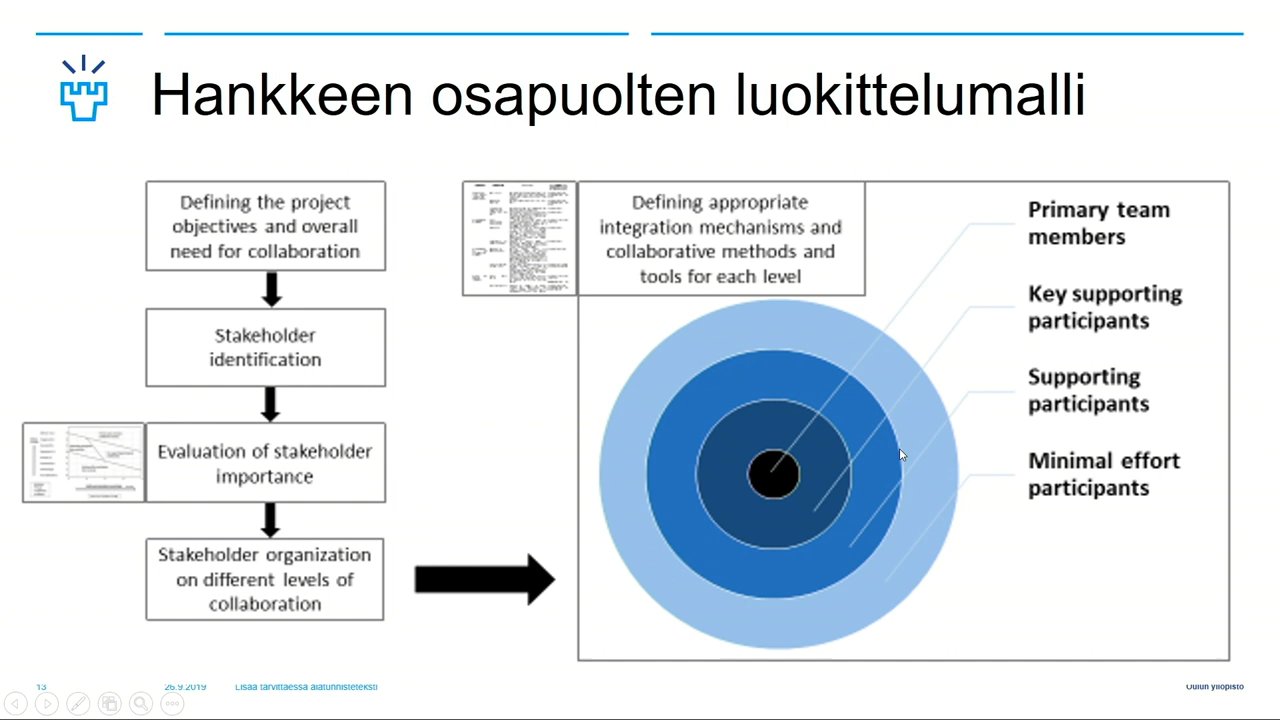 Hankkeen osapuolten luokittelumalli
Defining the project
objectives and overall
need for collaboration
Stakeholder
identification
Evaluation of stakeholder
importance
Stakeholder organization
on different levels of
collaboration
Defining appropriate
integration mechanisms and
collaborative methods and
tools for each level
Primary team
members
Key supporting
participants
Supporting
participants
Minimal effort
participants
13
26.9.2019
Lisää tarvittaessa alatunnisteteksti
Oulun yliopisto